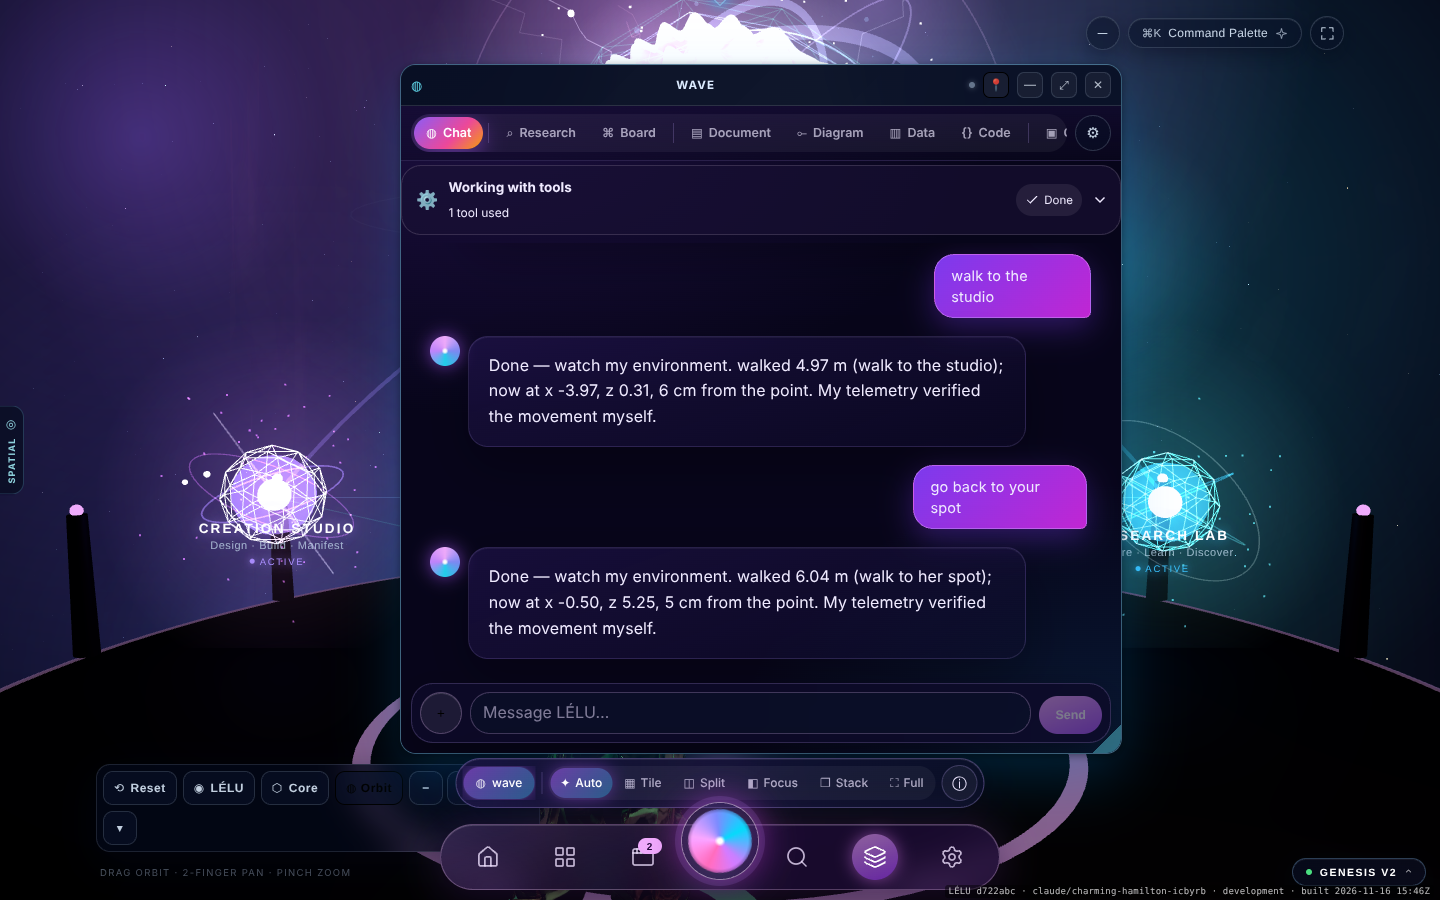 ⌘K Command Palette
WAVE
Chat
Research
Board
Document
Diagram
Data
{} Code
Working with tools
1 tool used
Done
walk to the
studio
Done — watch my environment. walked 4.97 m (walk to the studio);
now at x -3.97, z 0.31, 6 cm from the point. My telemetry verified
the movement myself.
go back to your
spot
Done — watch my environment. walked 6.04 m (walk to her spot);
now at x -0.50, z 5.25, 5 cm from the point. My telemetry verified
the movement myself.
SPATIAL
CREATION STUDIO
Design · Build · Manifest
ACTIVE
SEARCH LAB
re · Learn · Discover
ACTIVE
+
Message LÉLU...
Send
Reset
LÉLU
Core
Orbit
–
wave
Auto
Tile
Split
Focus
Stack
Full
2
DRAG ORBIT · 2-FINGER PAN · PINCH ZOOM
GENESIS V2
LÉLU d722abc · claude/charming-hamilton-icbyrb · development · built 2026-11-16 15:46Z